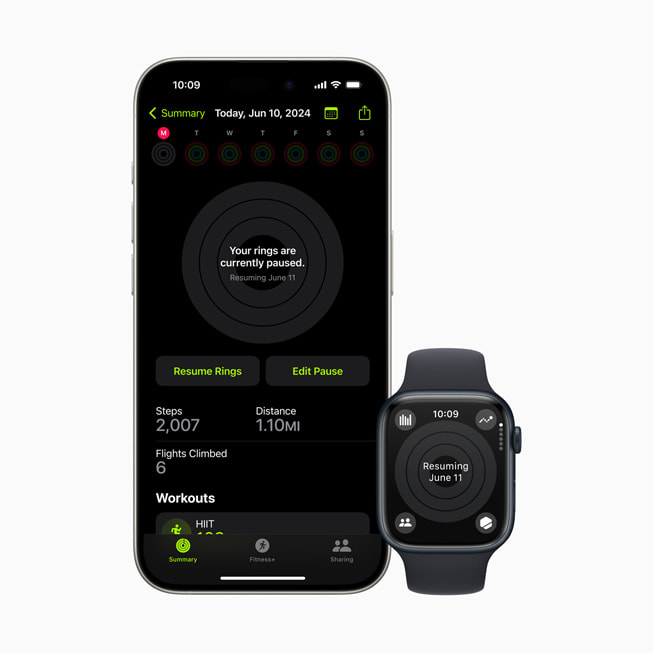 10:09
Summary Today, Jun 10, 2024
M T W T F S S
Your rings are
currently paused.
Resuming June 11
Resume Rings Edit Pause
Steps Distance
2,007 1.10MI
Flights Climbed
6
Workouts
HIIT
Summary Fitness+ Sharing
10:09
Resuming
June 11